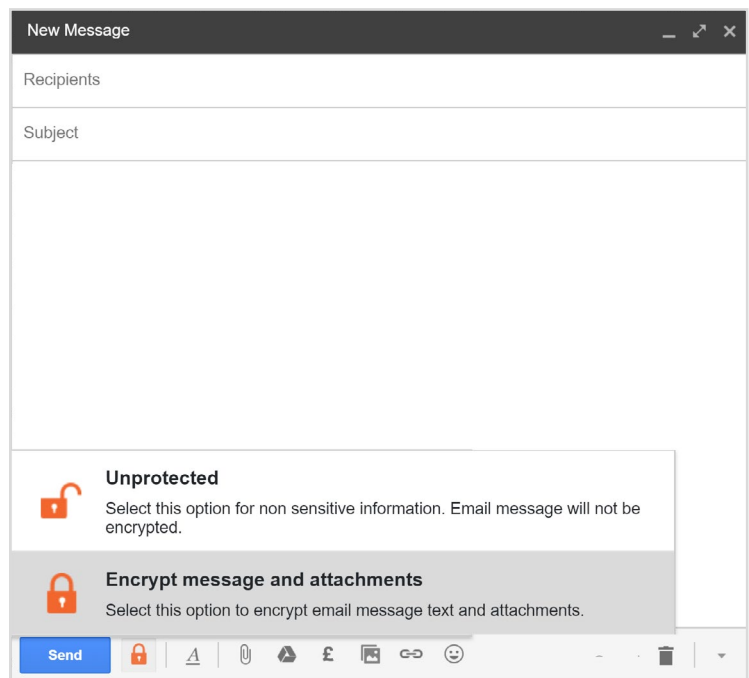 New Message
Recipients
Subject
Unprotected
Select this option for non sensitive information. Email message will not be
encrypted.
Encrypt message and attachments
Select this option to encrypt email message text and attachments.
Send A £